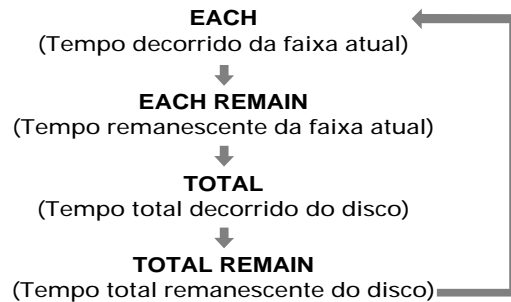 EACH
(Tempo decorrido da faixa atual)
EACH REMAIN
(Tempo remanescente da faixa atual)
TOTAL
(Tempo total decorrido do disco)
TOTAL REMAIN
(Tempo total remanescente do disco)